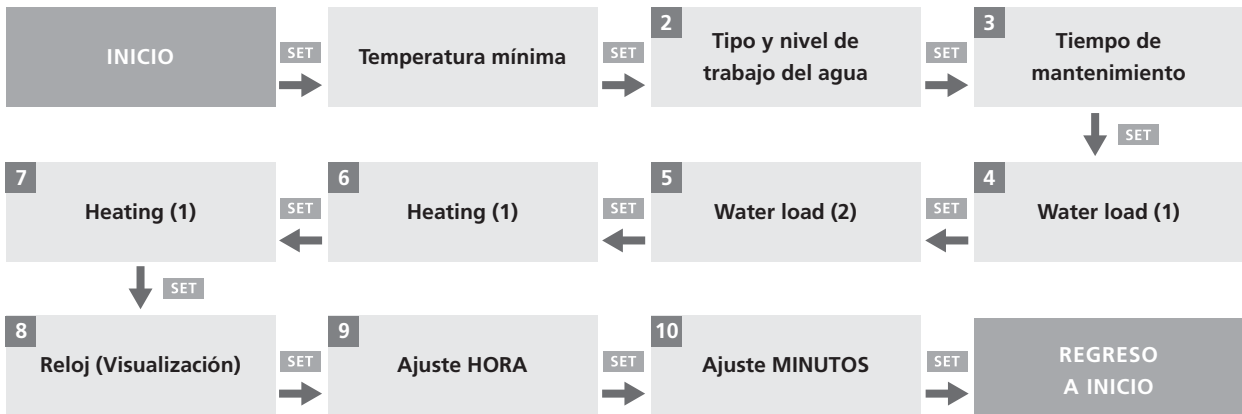 INICIO
SET
Temperatura mínima
SET
2
Tipo y nivel de
trabajo del agua
SET
3
Tiempo de
mantenimiento
SET
4
Water load (1)
SET
5
Water load (2)
SET
6
Heating (1)
SET
7
Heating (1)
SET
8
Reloj (Visualización)
SET
9
Ajuste HORA
SET
10
Ajuste MINUTOS
SET
REGRESO
A INICIO